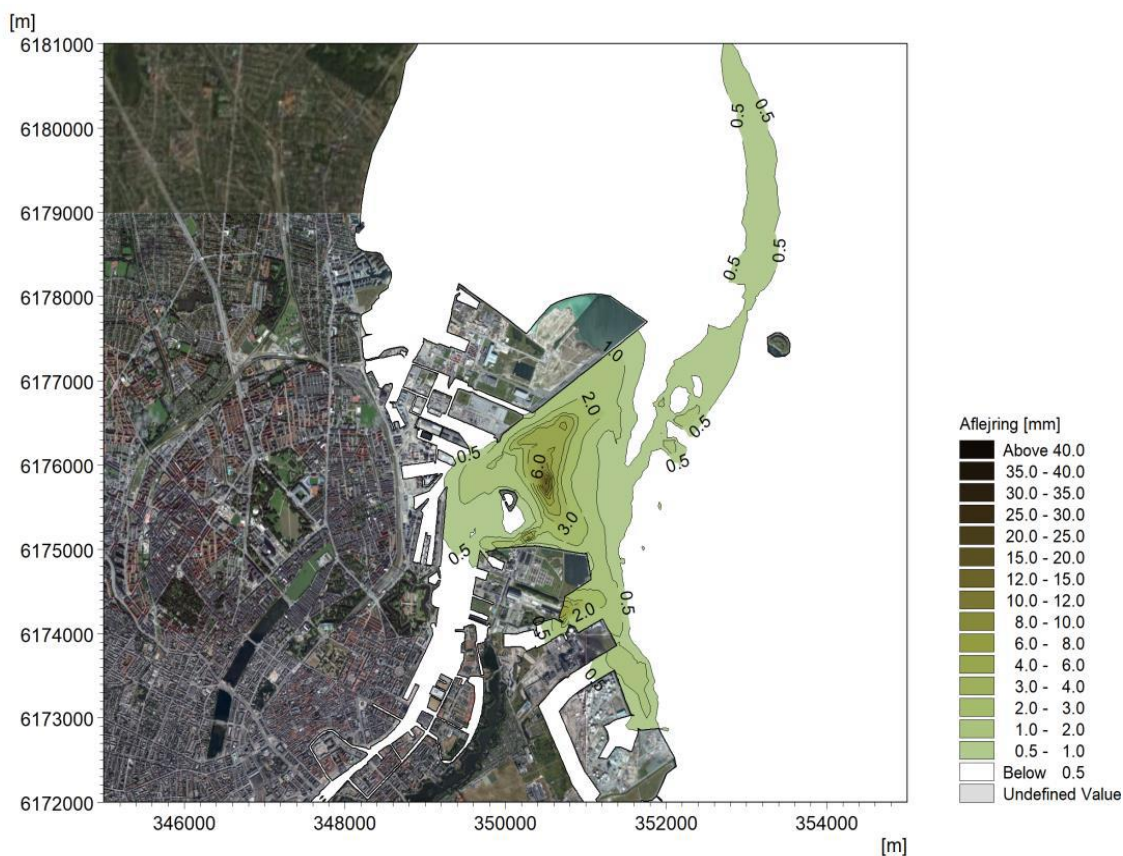 [m]
6181000
6180000
6179000
6178000
6177000
6176000
6175000
6174000
6173000
6172000
346000 348000 350000 352000 354000
[m]
0.5 0.5
0.5 0.5
1.0
2.0
0.5
0.5
0.5
6.0
3.0
0.5
0.5
2.0
0.5
0.5
Aflejring [mm]
Above 40.0
35.0 - 40.0
30.0 - 35.0
25.0 - 30.0
20.0 - 25.0
15.0 - 20.0
12.0 - 15.0
10.0 - 12.0
8.0 - 10.0
6.0 - 8.0
4.0 - 6.0
3.0 - 4.0
2.0 - 3.0
1.0 - 2.0
0.5 - 1.0
Below 0.5
Undefined Value